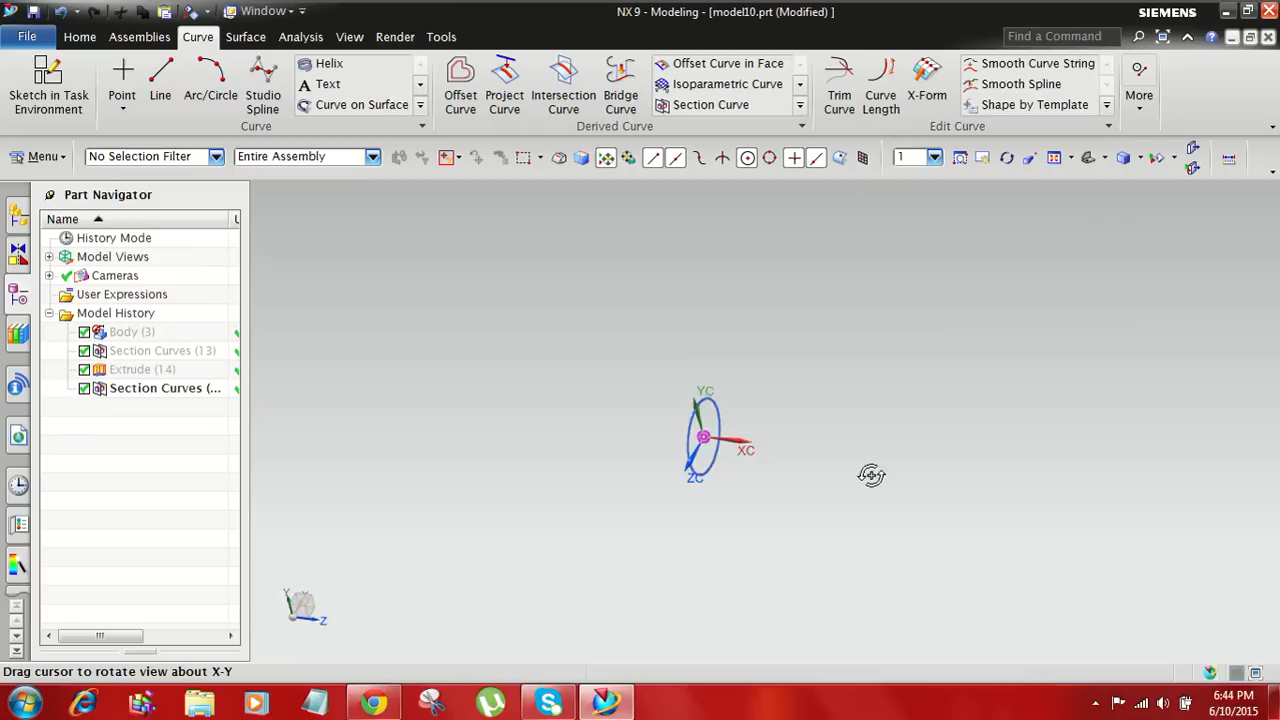 Window
NX 9 - Modeling - [model10.prt (Modified) ]
SIEMENS
File
Home
Assemblies
Curve
Surface
Analysis
View
Render
Tools
Find a Command
Sketch in Task Environment
Point
Line
Arc/Circle
Studio Spline
Helix
Text
Curve on Surface
Offset Curve
Project Curve
Intersection Curve
Bridge Curve
Offset Curve in Face
Isoparametric Curve
Section Curve
Trim Curve
Curve Length
X-Form
Smooth Curve String
Smooth Spline
Shape by Template
More
Curve
Derived Curve
Edit Curve
Menu
No Selection Filter
Entire Assembly
1
Part Navigator
Name
History Mode
Model Views
Cameras
User Expressions
Model History
Body (3)
Section Curves (13)
Extrude (14)
Section Curves (...
YC
XC
ZC
Y
Z
Drag cursor to rotate view about X-Y
6:44 PM
6/10/2015